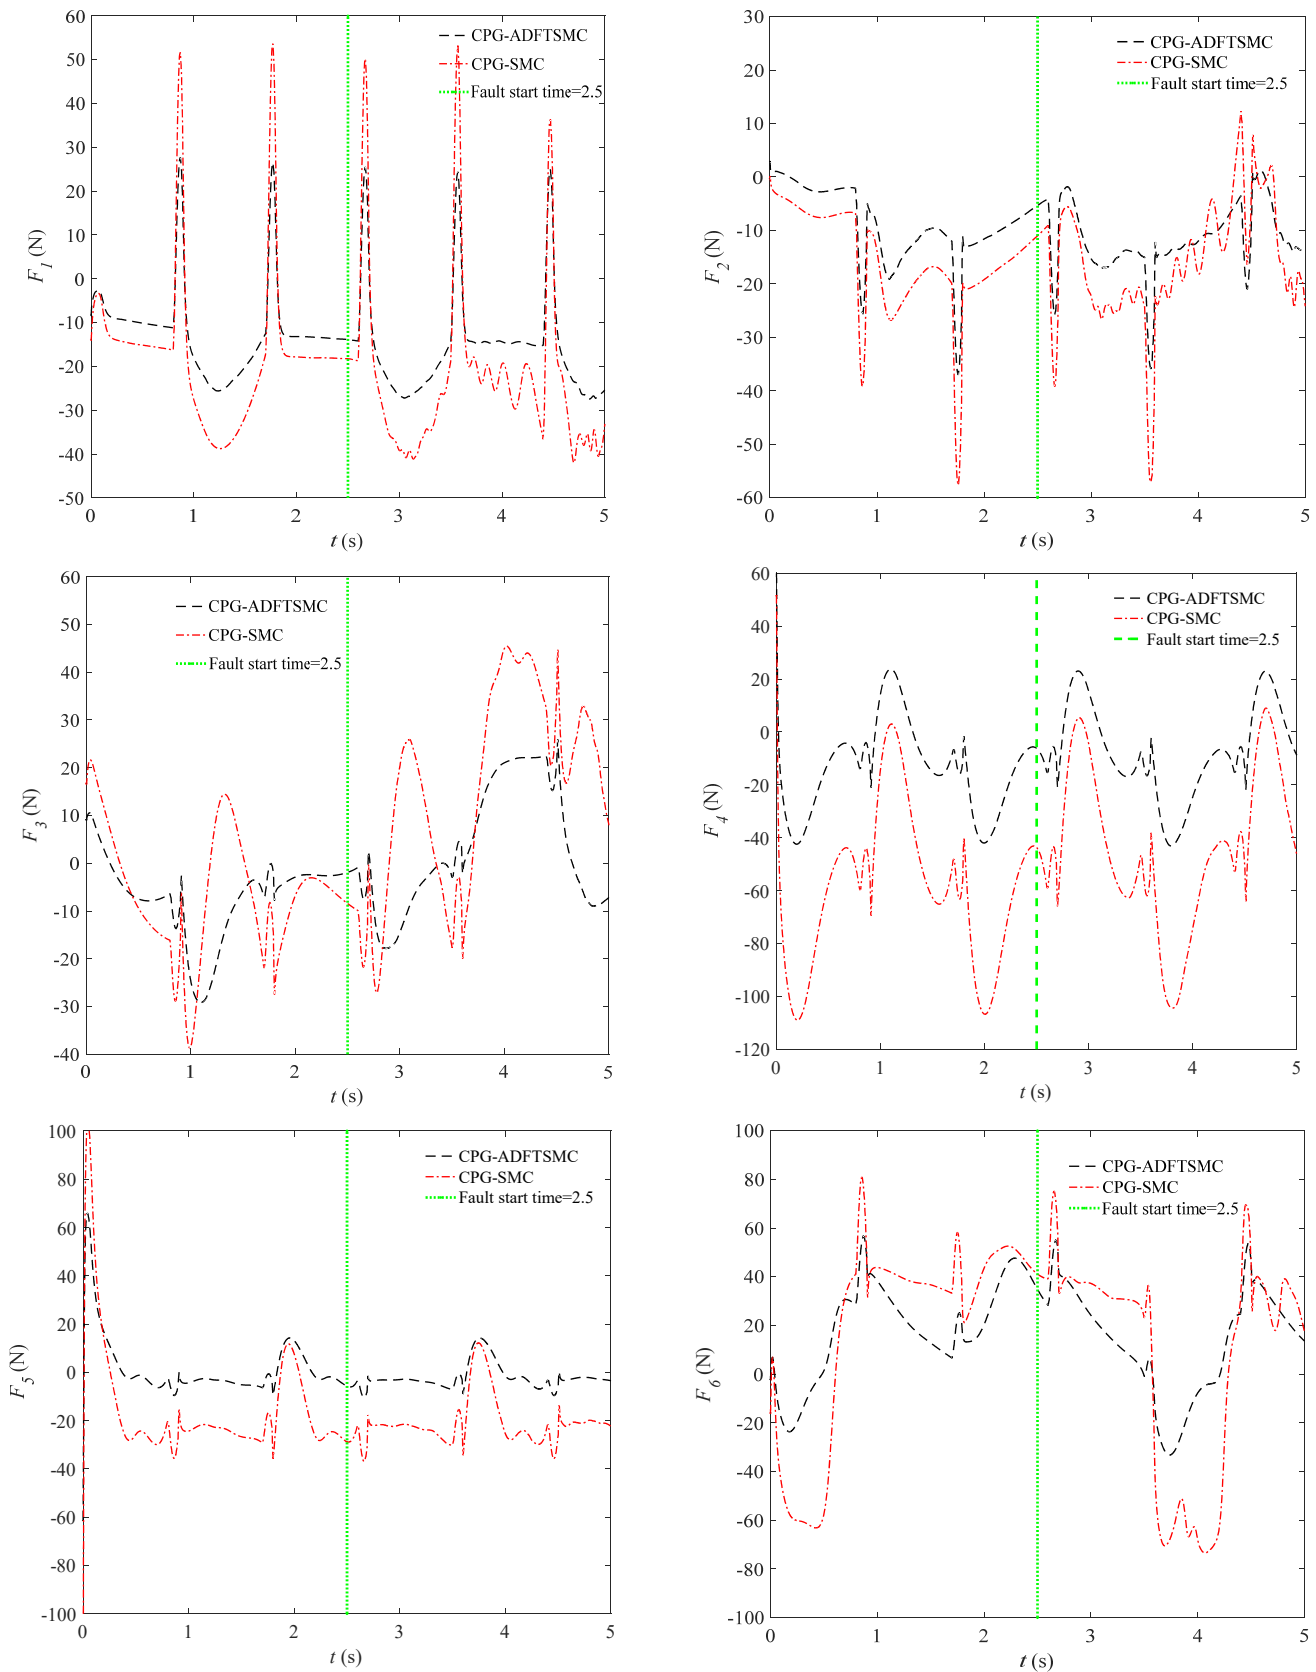 60
50
40
30
20
10
0
-10
-20
-30
-40
-50
F1 (N)
CPG-ADFTSMC
CPG-SMC
Fault start time=2.5
0 1 2 3 4 5
t (s)
30
20
10
0
-10
-20
-30
-40
-50
-60
F2 (N)
CPG-ADFTSMC
CPG-SMC
Fault start time=2.5
0 1 2 3 4 5
t (s)
60
50
40
30
20
10
0
-10
-20
-30
-40
F3 (N)
CPG-ADFTSMC
CPG-SMC
Fault start time=2.5
0 1 2 3 4 5
t (s)
60
40
20
0
-20
-40
-60
-80
-100
-120
F4 (N)
CPG-ADFTSMC
CPG-SMC
Fault start time=2.5
0 1 2 3 4 5
t (s)
100
80
60
40
20
0
-20
-40
-60
-80
-100
F5 (N)
CPG-ADFTSMC
CPG-SMC
Fault start time=2.5
0 1 2 3 4 5
t (s)
100
80
60
40
20
0
-20
-40
-60
-80
-100
F6 (N)
CPG-ADFTSMC
CPG-SMC
Fault start time=2.5
0 1 2 3 4 5
t (s)